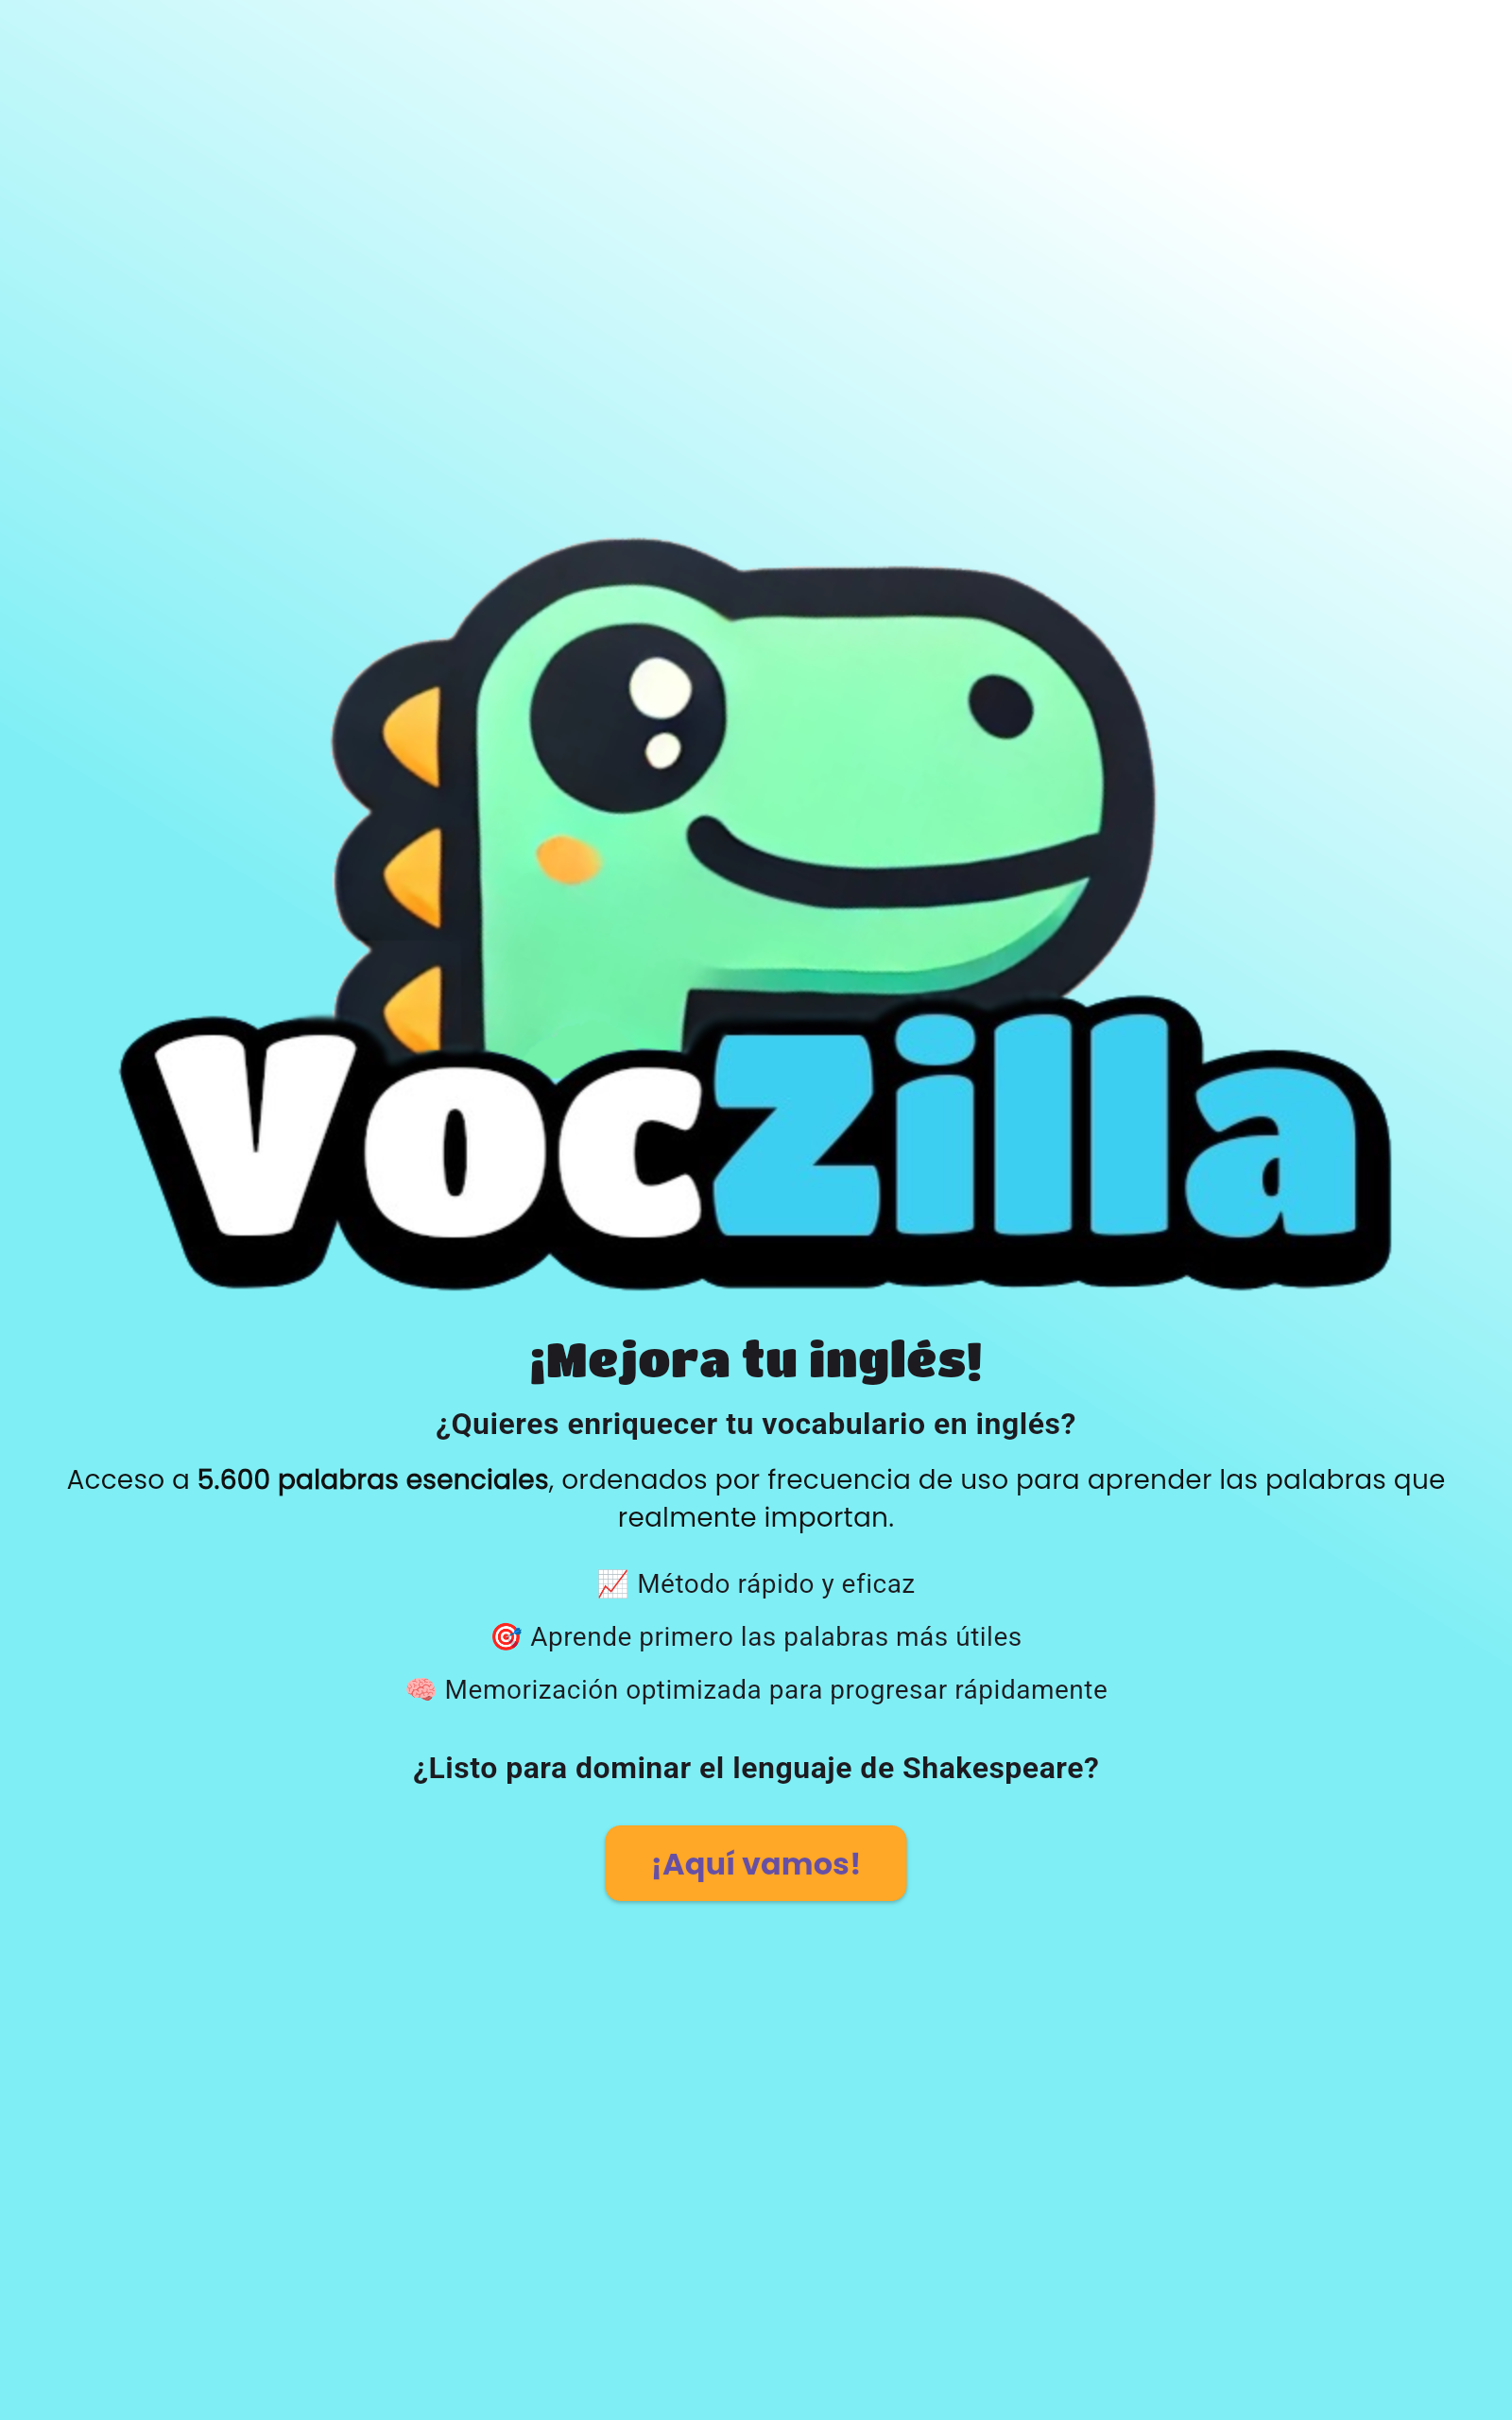 VocZilla
¡Mejora tu inglés!
¿Quieres enriquecer tu vocabulario en inglés?
Acceso a 5.600 palabras esenciales, ordenados por frecuencia de uso para aprender las palabras que
realmente importan.
📈 Método rápido y eficaz
🎯 Aprende primero las palabras más útiles
🧠 Memorización optimizada para progresar rápidamente
¿Listo para dominar el lenguaje de Shakespeare?
¡Aquí vamos!